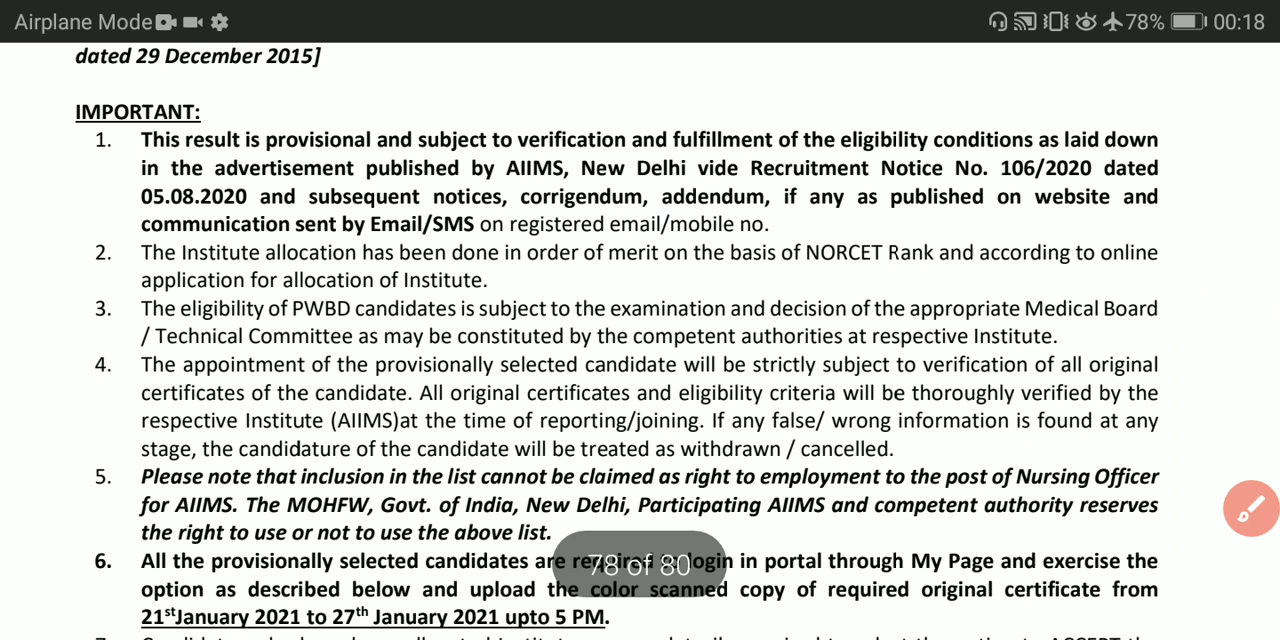 Airplane Mode
78%
00:18
dated 29 December 2015]
IMPORTANT:
1. This result is provisional and subject to verification and fulfillment of the eligibility conditions as laid down
in the advertisement published by AIIMS, New Delhi vide Recruitment Notice No. 106/2020 dated
05.08.2020 and subsequent notices, corrigendum, addendum, if any as published on website and
communication sent by Email/SMS on registered email/mobile no.
2. The Institute allocation has been done in order of merit on the basis of NORCET Rank and according to online
application for allocation of Institute.
3. The eligibility of PWBD candidates is subject to the examination and decision of the appropriate Medical Board
/ Technical Committee as may be constituted by the competent authorities at respective Institute.
4. The appointment of the provisionally selected candidate will be strictly subject to verification of all original
certificates of the candidate. All original certificates and eligibility criteria will be thoroughly verified by the
respective Institute (AIIMS)at the time of reporting/joining. If any false/ wrong information is found at any
stage, the candidature of the candidate will be treated as withdrawn / cancelled.
5. Please note that inclusion in the list cannot be claimed as right to employment to the post of Nursing Officer
for AIIMS. The MOHFW, Govt. of India, New Delhi, Participating AIIMS and competent authority reserves
the right to use or not to use the above list.
6. All the provisionally selected candidates are required to login in portal through My Page and exercise the
78 of 80
option as described below and upload the color scanned copy of required original certificate from
21stJanuary 2021 to 27th January 2021 upto 5 PM.